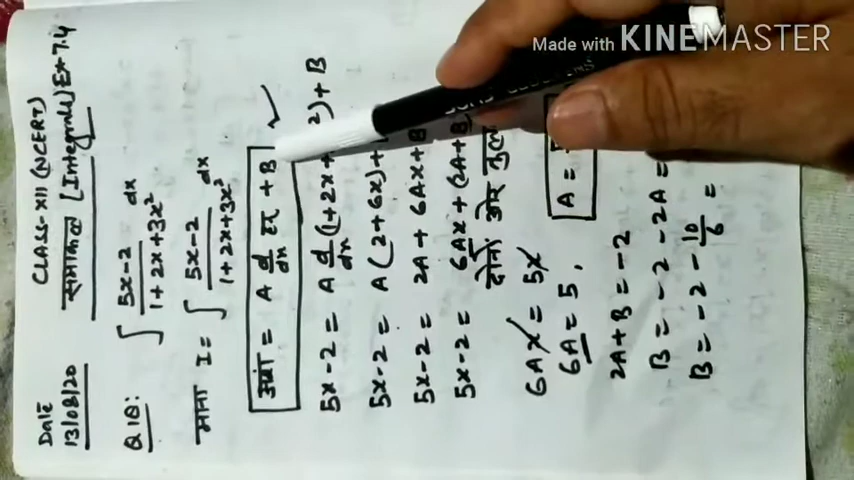 Made with KINEMASTER
CLASS-XII (NCERT)
Date
13/08/20
समाकलन [Integrals] Ex 7.4
Q18: ∫ 5x-2 / 1+2x+3x² dx
माना I = ∫ 5x-2 / 1+2x+3x² dx
अंश = A d/dx हर + B
5x-2 = A d/dx (1+2x+ ²) + B
5x-2 = A (2+6x) +
5x-2 = 2A + 6Ax + B
5x-2 = 6Ax + (2A+B
दोनों ओर तुल
6Ax = 5x
6A = 5,
A =
2A+B = -2
B = -2 - 2A =
B = -2 - 10/6 =